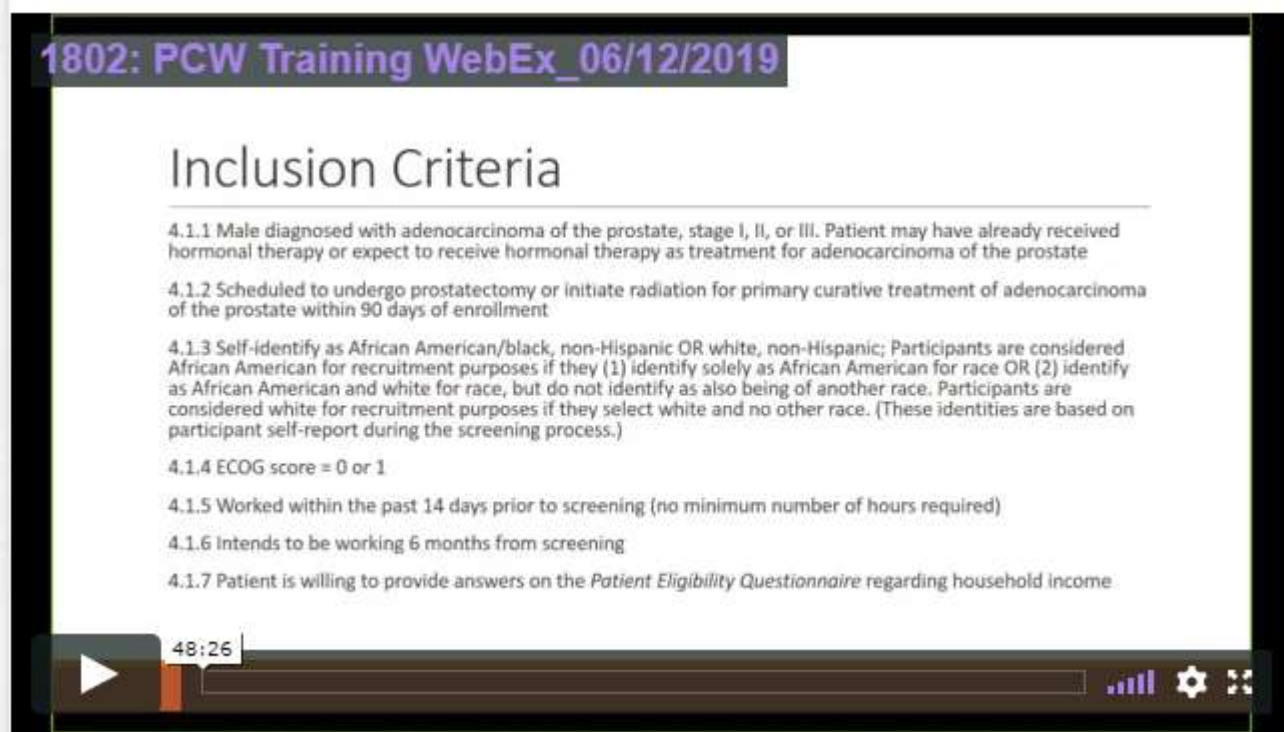 1802: PCW Training WebEx_06/12/2019
Inclusion Criteria
4.1.1 Male diagnosed with adenocarcinoma of the prostate, stage I, II, or III. Patient may have already received
hormonal therapy or expect to receive hormonal therapy as treatment for adenocarcinoma of the prostate
4.1.2 Scheduled to undergo prostatectomy or initiate radiation for primary curative treatment of adenocarcinoma
of the prostate within 90 days of enrollment
4.1.3 Self-identify as African American/black, non-Hispanic OR white, non-Hispanic; Participants are considered
African American for recruitment purposes if they (1) identify solely as African American for race OR (2) identify
as African American and white for race, but do not identify as also being of another race. Participants are
considered white for recruitment purposes if they select white and no other race. (These identities are based on
participant self-report during the screening process.)
4.1.4 ECOG score = 0 or 1
4.1.5 Worked within the past 14 days prior to screening (no minimum number of hours required)
4.1.6 Intends to be working 6 months from screening
4.1.7 Patient is willing to provide answers on the Patient Eligibility Questionnaire regarding household income
48:26